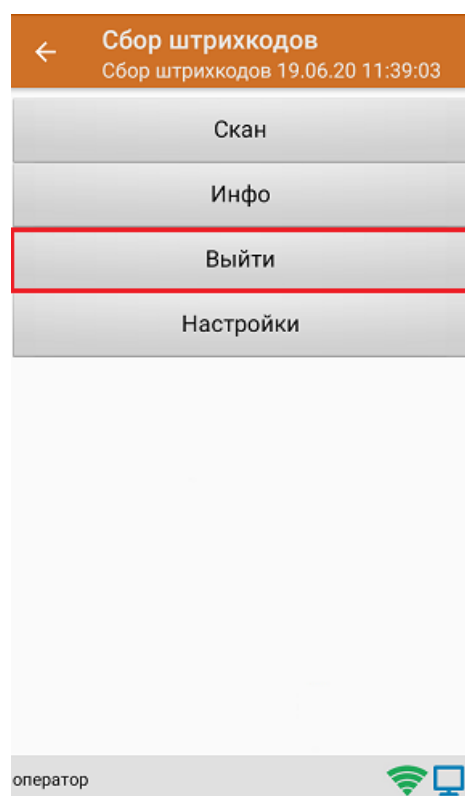 Сбор штрихкодов
Сбор штрихкодов 19.06.20 11:39:03
Скан
Инфо
Выйти
Настройки
оператор